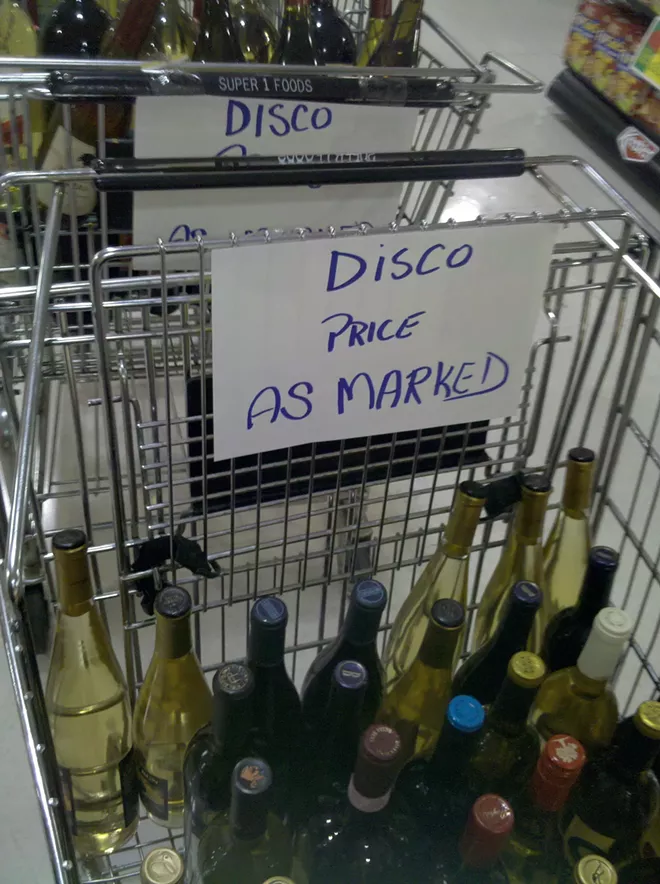 SUPER 1 FOODS
DISCO
DISCO
PRICE
AS MARKED